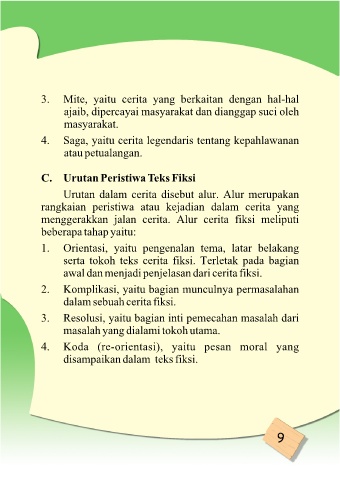 3. Mite, yaitu cerita yang berkaitan dengan hal-hal
ajaib, dipercayai masyarakat dan dianggap suci oleh
masyarakat.
4. Saga, yaitu cerita legendaris tentang kepahlawanan
atau petualangan.
C. Urutan Peristiwa Teks Fiksi
Urutan dalam cerita disebut alur. Alur merupakan
rangkaian peristiwa atau kejadian dalam cerita yang
menggerakkan jalan cerita. Alur cerita fiksi meliputi
beberapa tahap yaitu:
1. Orientasi, yaitu pengenalan tema, latar belakang
serta tokoh teks cerita fiksi. Terletak pada bagian
awal dan menjadi penjelasan dari cerita fiksi.
2. Komplikasi, yaitu bagian munculnya permasalahan
dalam sebuah cerita fiksi.
3. Resolusi, yaitu bagian inti pemecahan masalah dari
masalah yang dialami tokoh utama.
4. Koda (re-orientasi), yaitu pesan moral yang
disampaikan dalam teks fiksi.
9